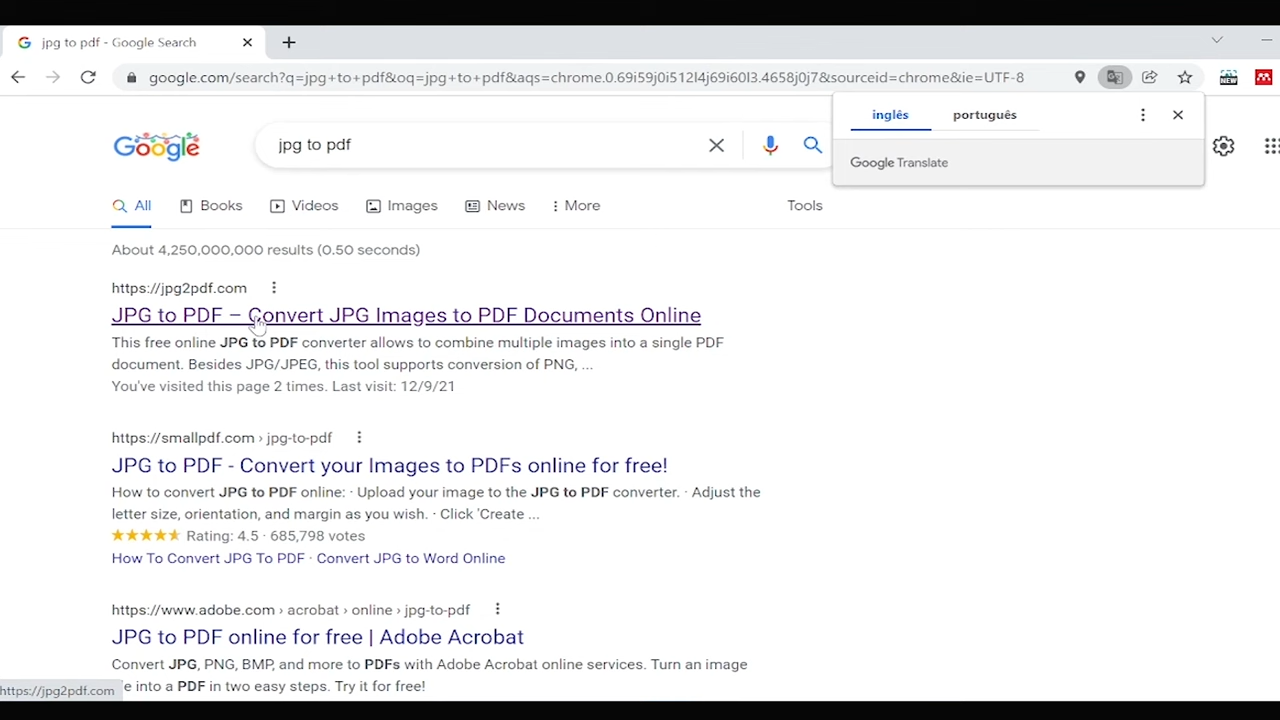 jpg to pdf - Google Search
google.com/search?q=jpg+to+pdf&oq=jpg+to+pdf&aqs=chrome.0.69i59j0i512l4j69i60l3.4658j0j7&sourceid=chrome&ie=UTF-8
NEW
inglês português
Google Translate
Google
jpg to pdf
All Books Videos Images News More Tools
About 4,250,000,000 results (0.50 seconds)
https://jpg2pdf.com
JPG to PDF – Convert JPG Images to PDF Documents Online
This free online JPG to PDF converter allows to combine multiple images into a single PDF
document. Besides JPG/JPEG, this tool supports conversion of PNG, ...
You've visited this page 2 times. Last visit: 12/9/21
https://smallpdf.com › jpg-to-pdf
JPG to PDF - Convert your Images to PDFs online for free!
How to convert JPG to PDF online: · Upload your image to the JPG to PDF converter. · Adjust the
letter size, orientation, and margin as you wish. · Click 'Create ...
Rating: 4.5 · 685,798 votes
How To Convert JPG To PDF · Convert JPG to Word Online
https://www.adobe.com › acrobat › online › jpg-to-pdf
JPG to PDF online for free | Adobe Acrobat
Convert JPG, PNG, BMP, and more to PDFs with Adobe Acrobat online services. Turn an image
e into a PDF in two easy steps. Try it for free!
https://jpg2pdf.com